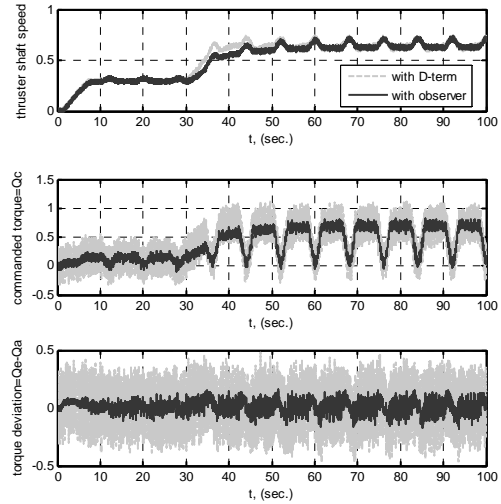 thruster shaft speed
1
0.5
0
with D-term
with observer
0 10 20 30 40 50 60 70 80 90 100
t, (sec.)
commanded torque=Qc
1.5
1
0.5
0
-0.5
0 10 20 30 40 50 60 70 80 90 100
t, (sec.)
torque deviation=Qe-Qa
0.5
0
-0.5
0 10 20 30 40 50 60 70 80 90 100
t, (sec.)